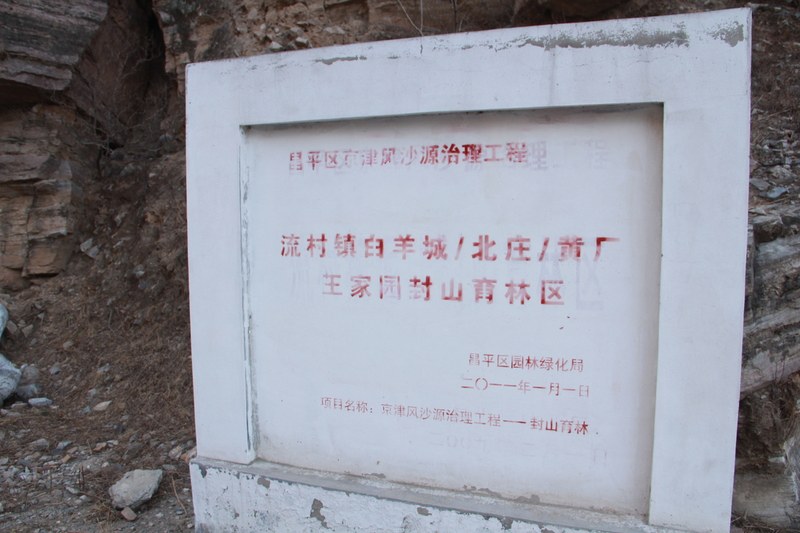 昌平区京津风沙源治理工程
流村镇白羊城/北庄/黄厂
王家园封山育林区
昌平区园林绿化局
二〇一一年一月一日
项目名称：京津风沙源治理工程一一封山育林